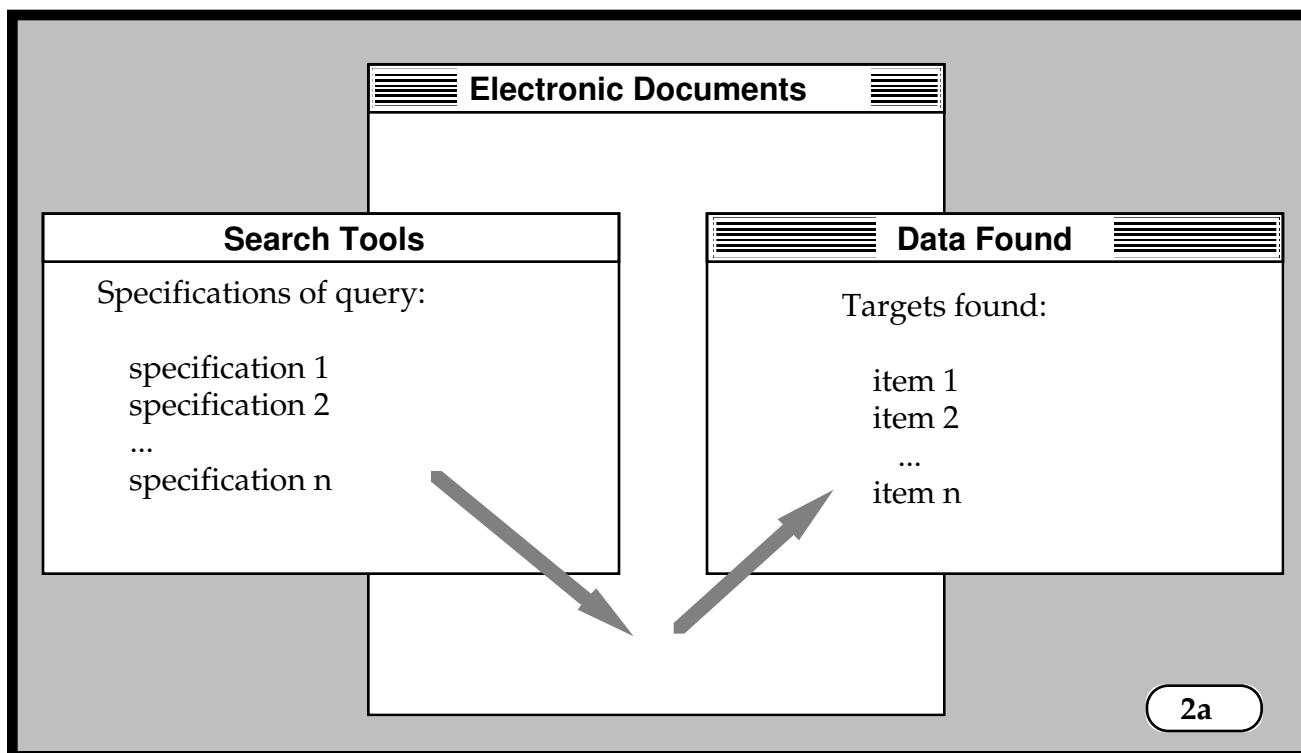 Electronic Documents
Search Tools
Specifications of query:
specification 1
specification 2
...
specification n
Data Found
Targets found:
item 1
item 2
...
item n
2a